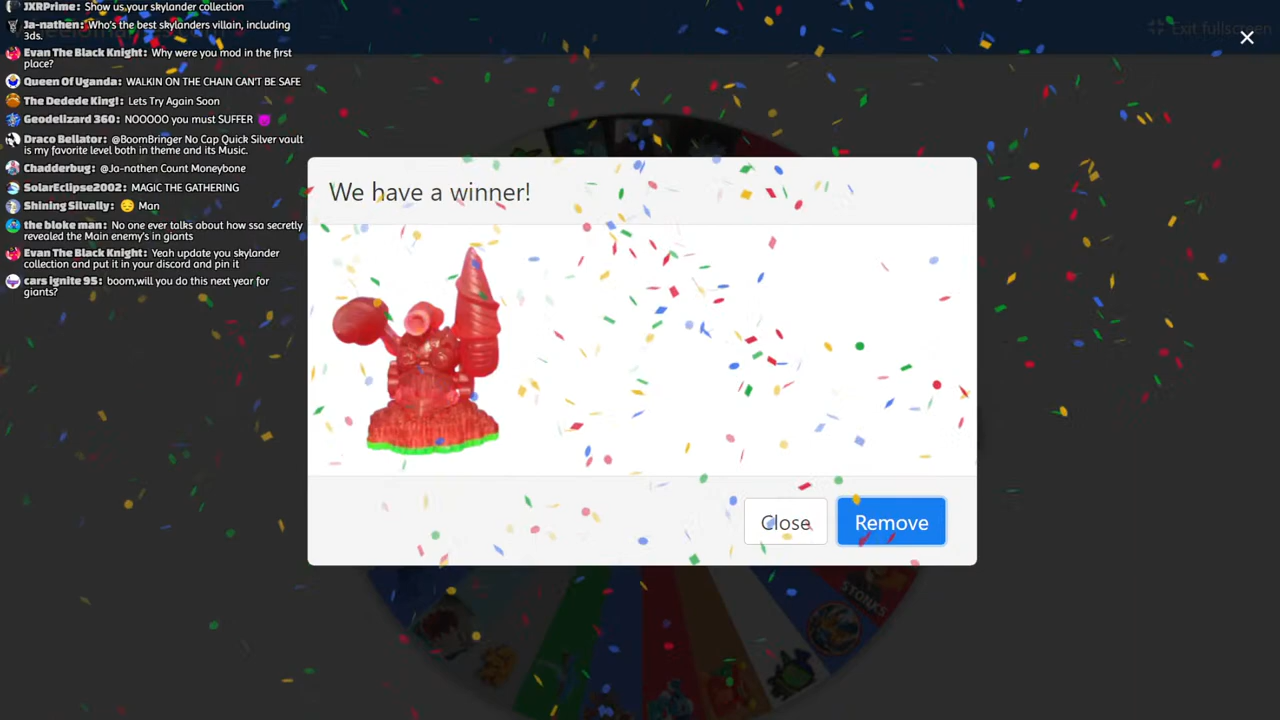 JXRPrime: Show us your skylander collection
Ja-nathen: Who's the best skylanders villain, including
3ds.
Evan The Black Knight: Why were you mod in the first
place?
Queen Of Uganda: WALKIN ON THE CHAIN CAN'T BE SAFE
The Dedede King!: Lets Try Again Soon
Geodelizard 360: NOOOOO you must SUFFER 😈
Draco Bellator: @BoomBringer No Cap Quick Silver vault
is my favorite level both in theme and its Music.
Chadderbug: @Ja-nathen Count Moneybone
SolarEclipse2002: MAGIC THE GATHERING
Shining Silvally: 😔 Man
the bloke man: No one ever talks about how ssa secretly
revealed the Main enemy's in giants
Evan The Black Knight: Yeah update you skylander
collection and put it in your discord and pin it
cars ignite 95: boom,will you do this next year for
giants?
Exit fullscreen
We have a winner!
Close
Remove
STONKS